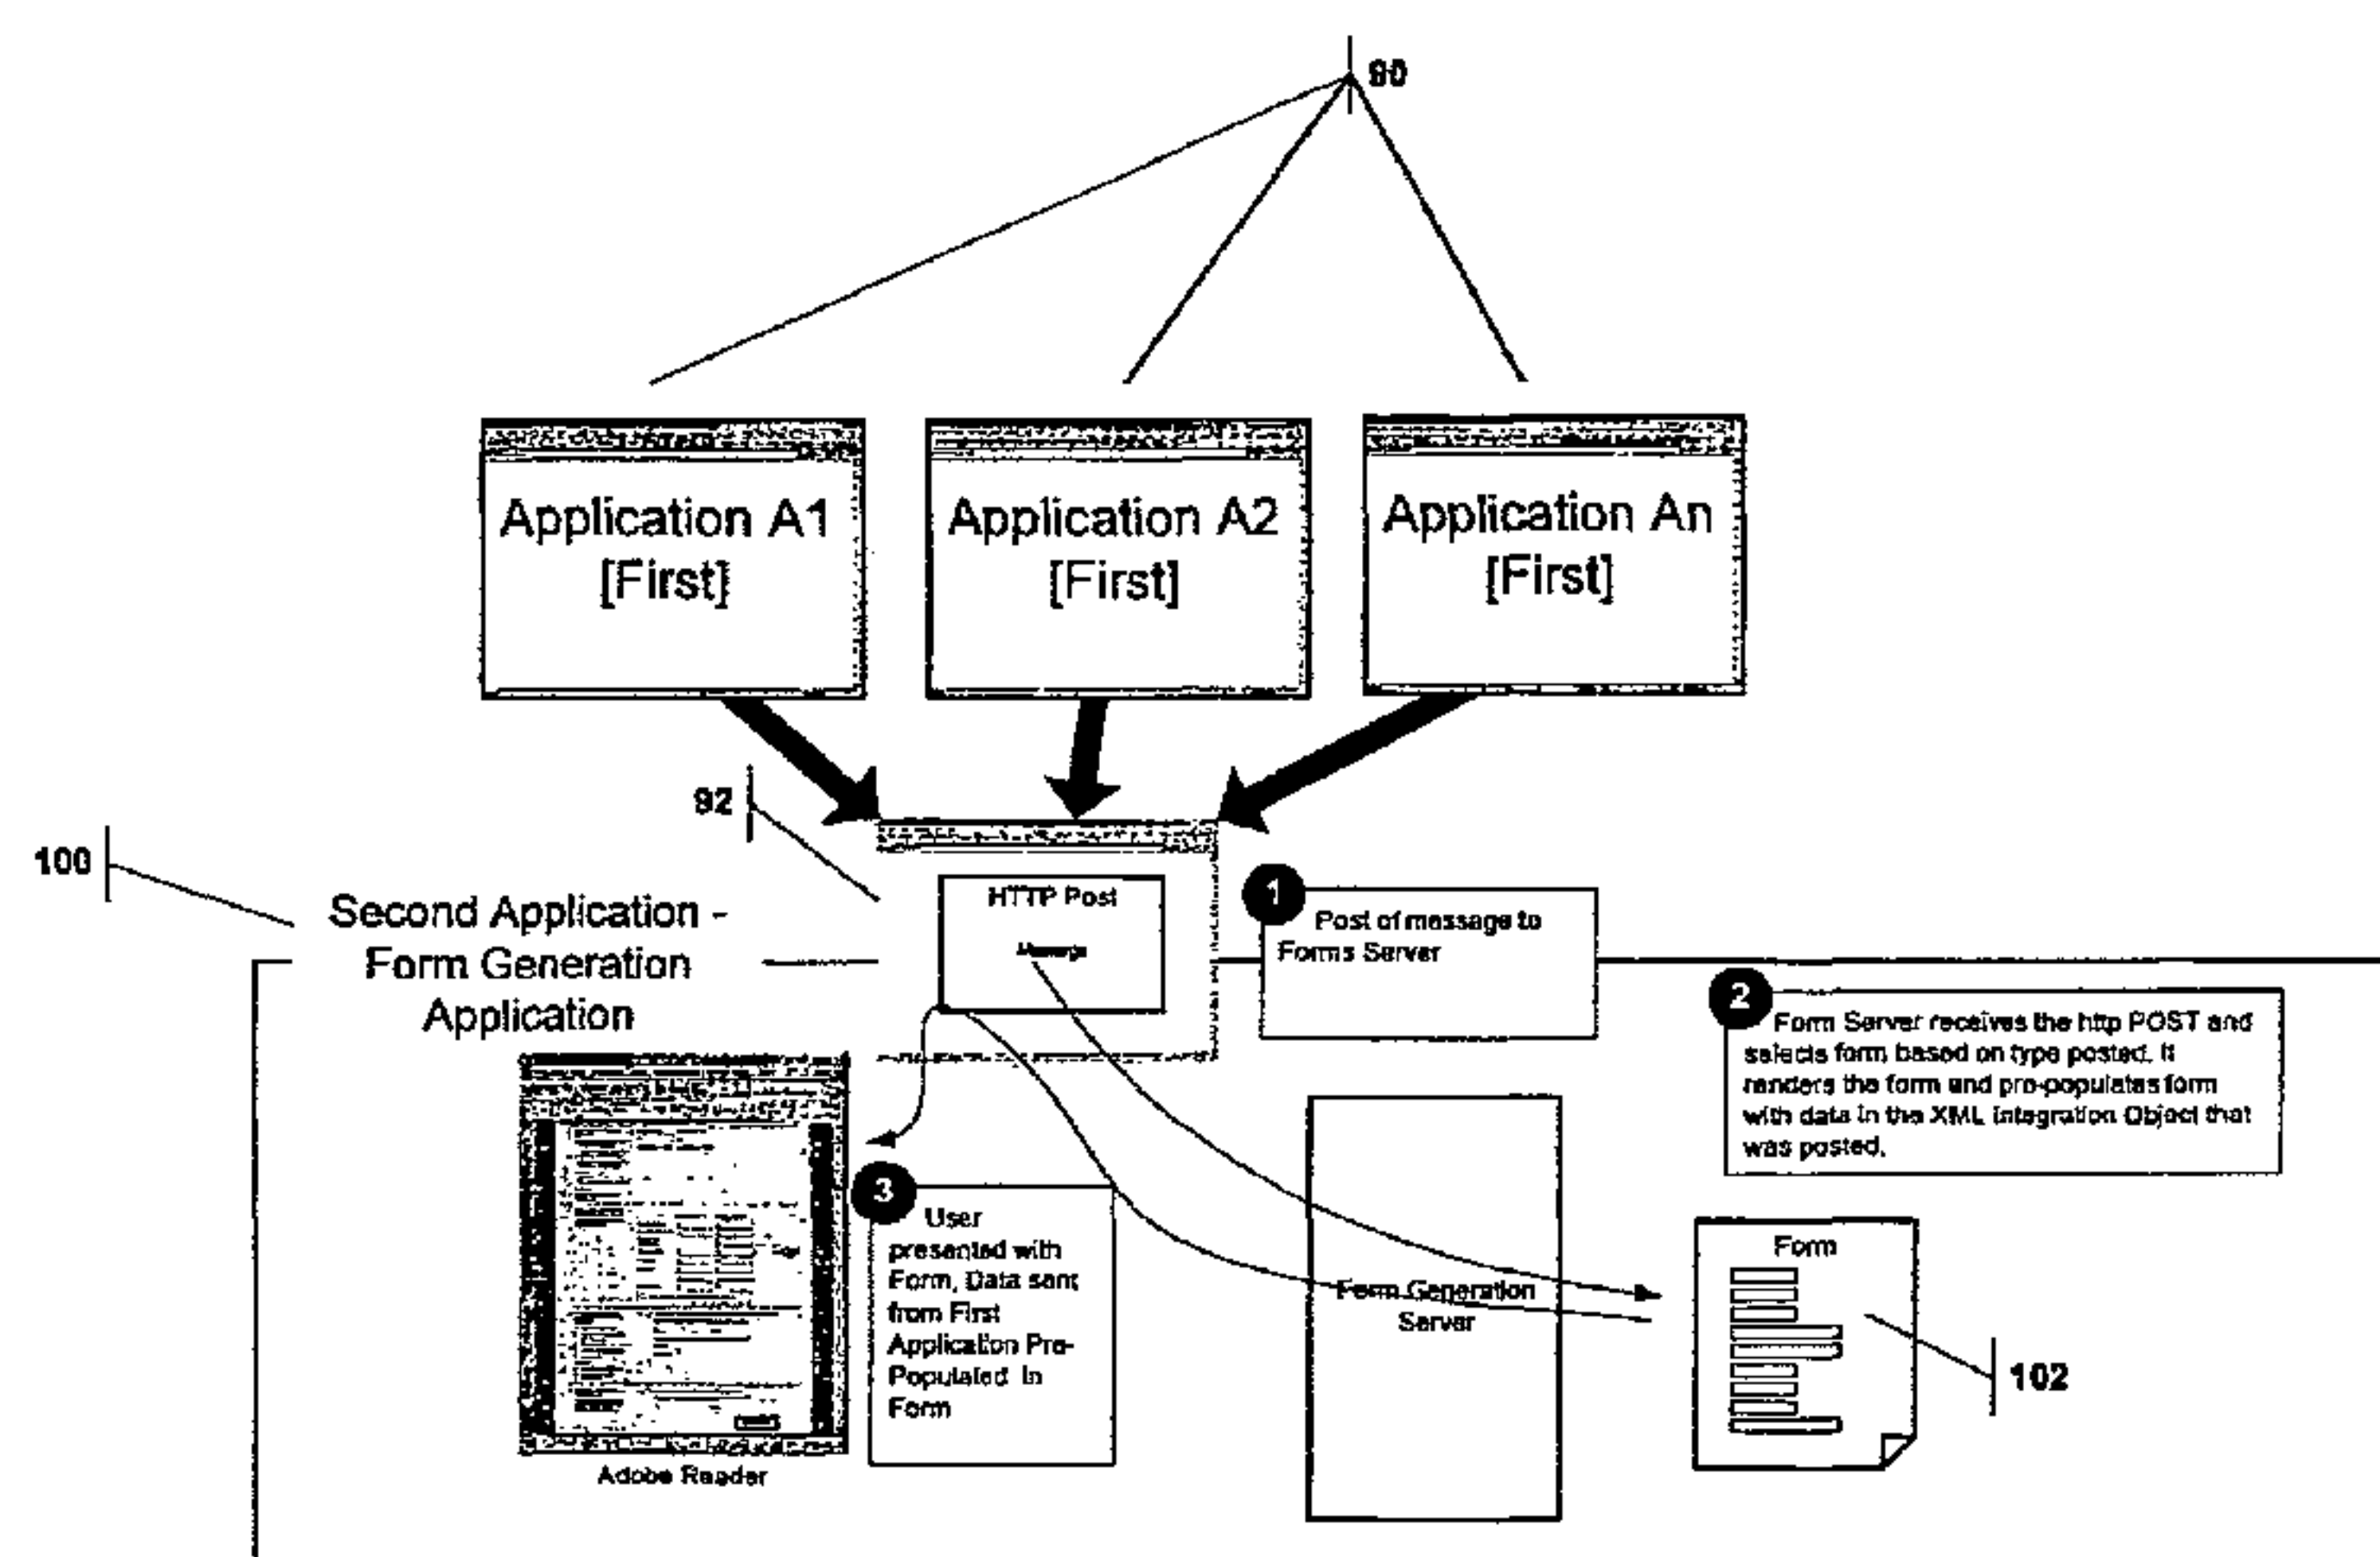 90
Application A1
[First]
Application A2
[First]
Application An
[First]
92
100
Second Application -
Form Generation
Application
HTTP Post
Message
1
Post of message to
Forms Server
2
Form Server receives the http POST and
selects form based on type posted. It
renders the form and pre-populates form
with data in the XML Integration Object that
was posted.
3
User
presented with
Form, Data sent
from First
Application Pre-
Populated in
Form
Form Generation
Server
Form
102
Adobe Reader